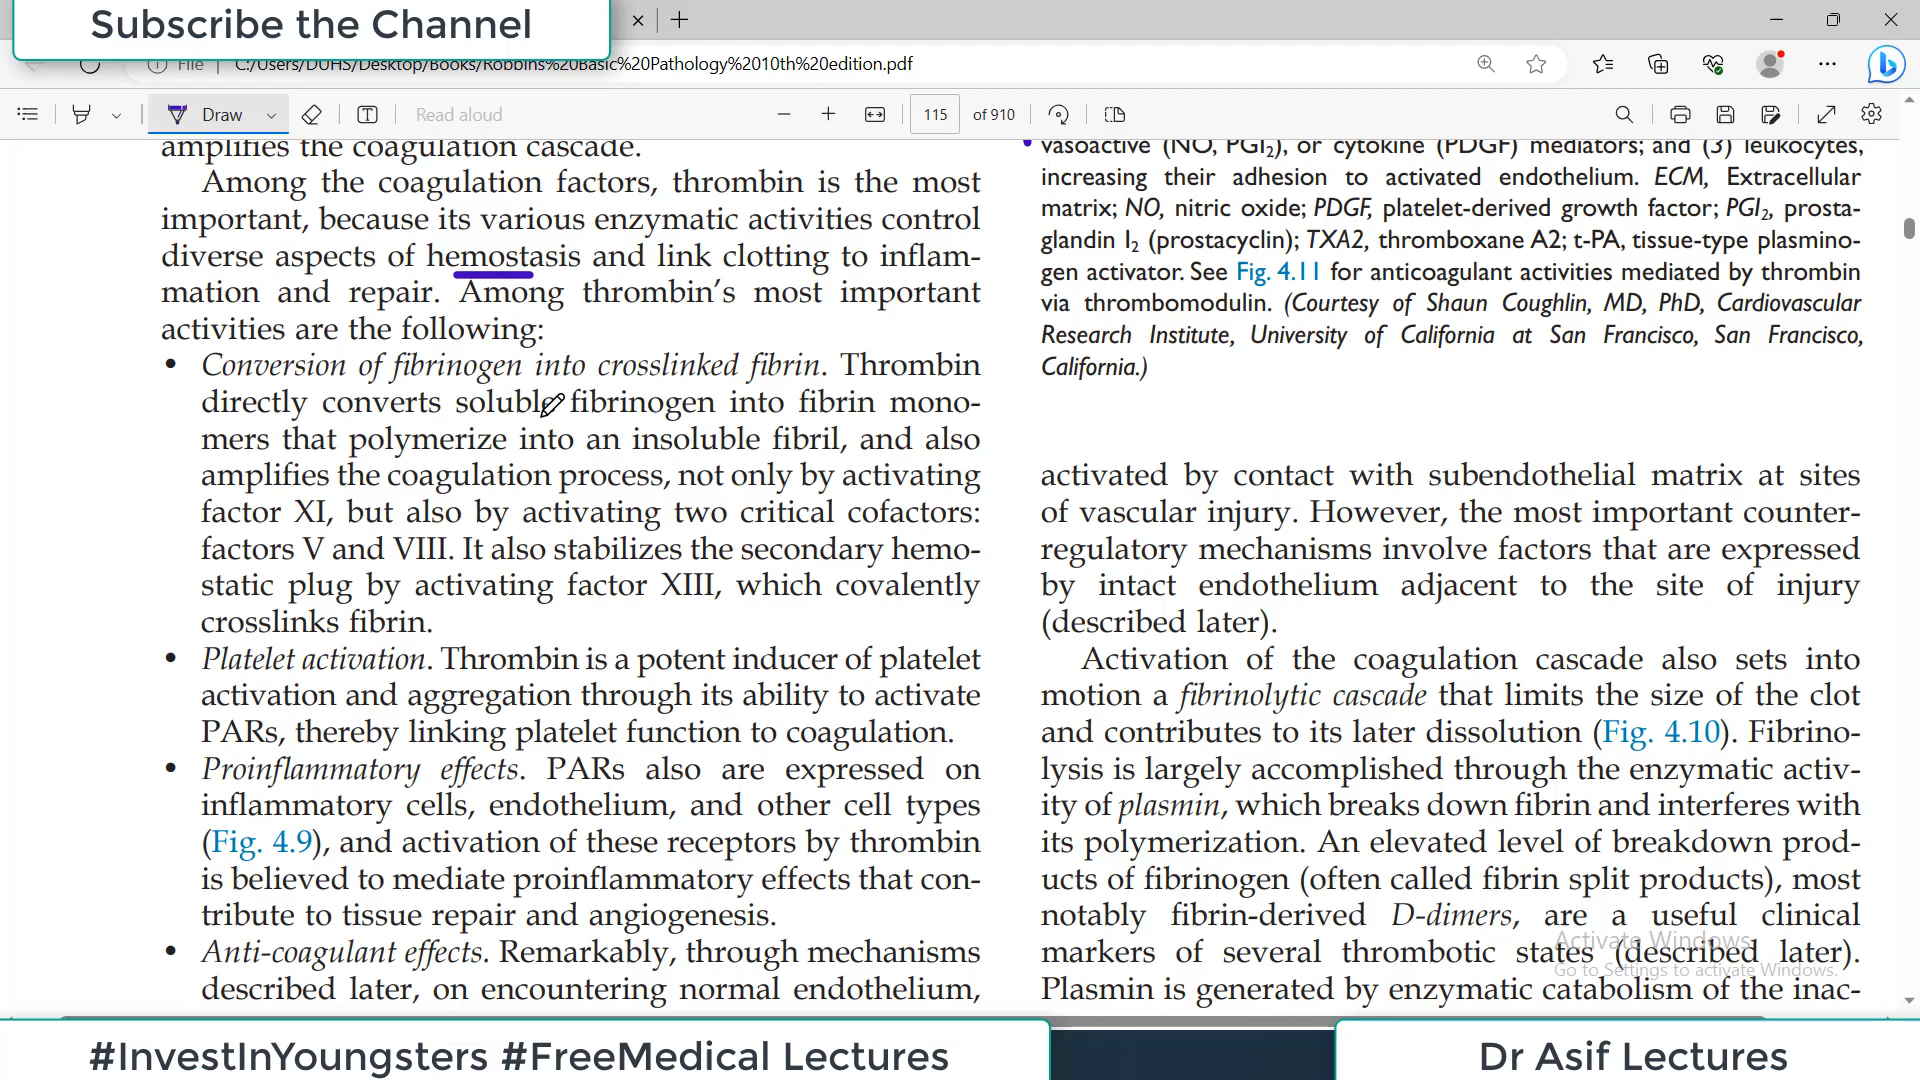 Subscribe the Channel
File
C:/Users/DUHS/Desktop/Books/Robbins%20Basic%20Pathology%2010th%20edition.pdf
Draw
Read aloud
115 of 910
amplifies the coagulation cascade.
Among the coagulation factors, thrombin is the most
important, because its various enzymatic activities control
diverse aspects of hemostasis and link clotting to inflam-
mation and repair. Among thrombin's most important
activities are the following:
• Conversion of fibrinogen into crosslinked fibrin. Thrombin
directly converts soluble fibrinogen into fibrin mono-
mers that polymerize into an insoluble fibril, and also
amplifies the coagulation process, not only by activating
factor XI, but also by activating two critical cofactors:
factors V and VIII. It also stabilizes the secondary hemo-
static plug by activating factor XIII, which covalently
crosslinks fibrin.
• Platelet activation. Thrombin is a potent inducer of platelet
activation and aggregation through its ability to activate
PARs, thereby linking platelet function to coagulation.
• Proinflammatory effects. PARs also are expressed on
inflammatory cells, endothelium, and other cell types
(Fig. 4.9), and activation of these receptors by thrombin
is believed to mediate proinflammatory effects that con-
tribute to tissue repair and angiogenesis.
• Anti-coagulant effects. Remarkably, through mechanisms
described later, on encountering normal endothelium,
vasoactive (NO, PGI2), or cytokine (PDGF) mediators; and (3) leukocytes,
increasing their adhesion to activated endothelium. ECM, Extracellular
matrix; NO, nitric oxide; PDGF, platelet-derived growth factor; PGI2, prosta-
glandin I2 (prostacyclin); TXA2, thromboxane A2; t-PA, tissue-type plasmino-
gen activator. See Fig. 4.11 for anticoagulant activities mediated by thrombin
via thrombomodulin. (Courtesy of Shaun Coughlin, MD, PhD, Cardiovascular
Research Institute, University of California at San Francisco, San Francisco,
California.)
activated by contact with subendothelial matrix at sites
of vascular injury. However, the most important counter-
regulatory mechanisms involve factors that are expressed
by intact endothelium adjacent to the site of injury
(described later).
Activation of the coagulation cascade also sets into
motion a fibrinolytic cascade that limits the size of the clot
and contributes to its later dissolution (Fig. 4.10). Fibrino-
lysis is largely accomplished through the enzymatic activ-
ity of plasmin, which breaks down fibrin and interferes with
its polymerization. An elevated level of breakdown prod-
ucts of fibrinogen (often called fibrin split products), most
notably fibrin-derived D-dimers, are a useful clinical
markers of several thrombotic states (described later).
Plasmin is generated by enzymatic catabolism of the inac-
Activate Windows
Go to Settings to activate Windows.
#InvestInYoungsters #FreeMedical Lectures
Dr Asif Lectures